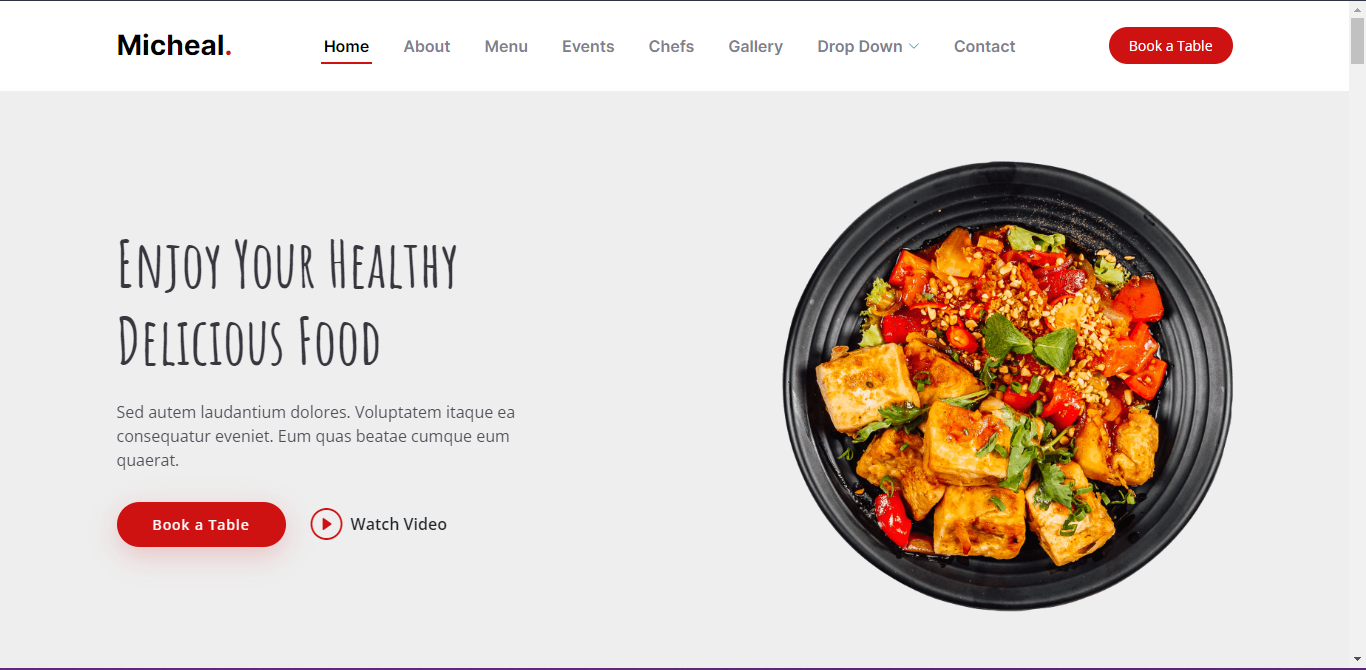 Micheal.
Home About Menu Events Chefs Gallery Drop Down Contact
Book a Table
Enjoy Your Healthy
Delicious Food
Sed autem laudantium dolores. Voluptatem itaque ea
consequatur eveniet. Eum quas beatae cumque eum
quaerat.
Book a Table
Watch Video